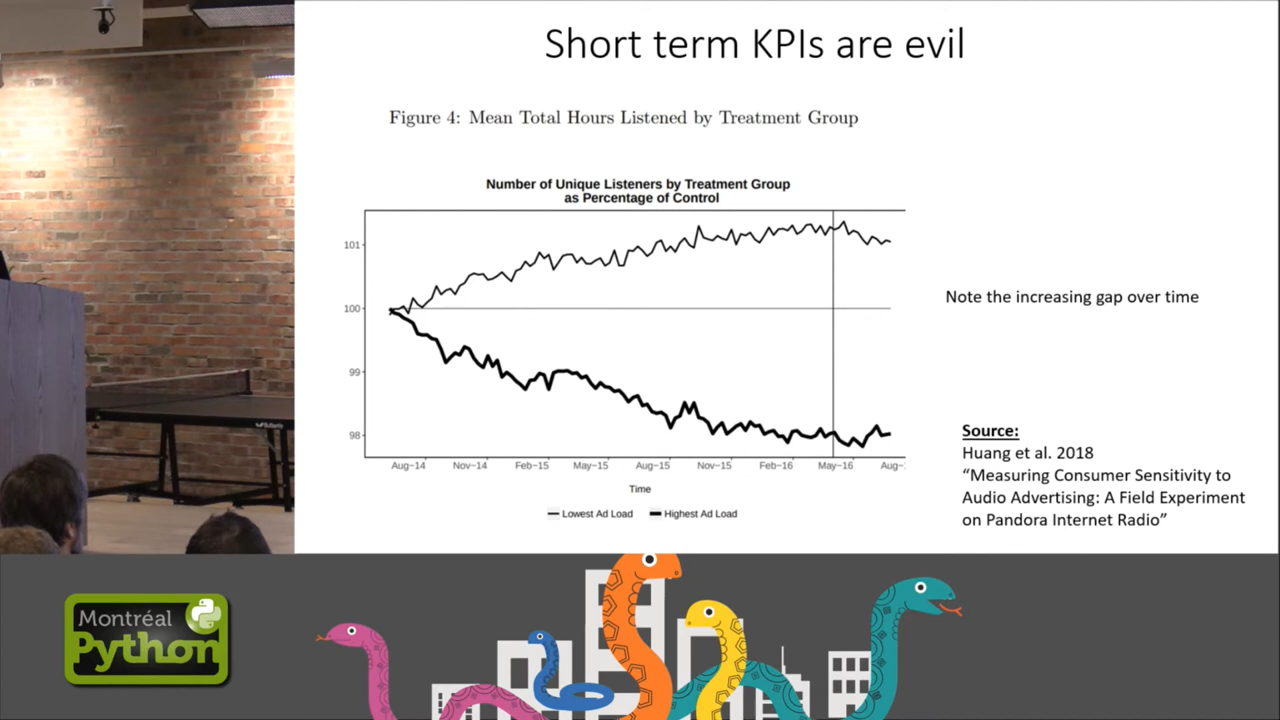 Short term KPIs are evil
Figure 4: Mean Total Hours Listened by Treatment Group
Number of Unique Listeners by Treatment Group
as Percentage of Control
101
100
99
98
Aug−14 Nov−14 Feb−15 May−15 Aug−15 Nov−15 Feb−16 May−16 Aug−
Time
Lowest Ad Load Highest Ad Load
Note the increasing gap over time
Source:
Huang et al. 2018
“Measuring Consumer Sensitivity to
Audio Advertising: A Field Experiment
on Pandora Internet Radio”
Montréal
Python